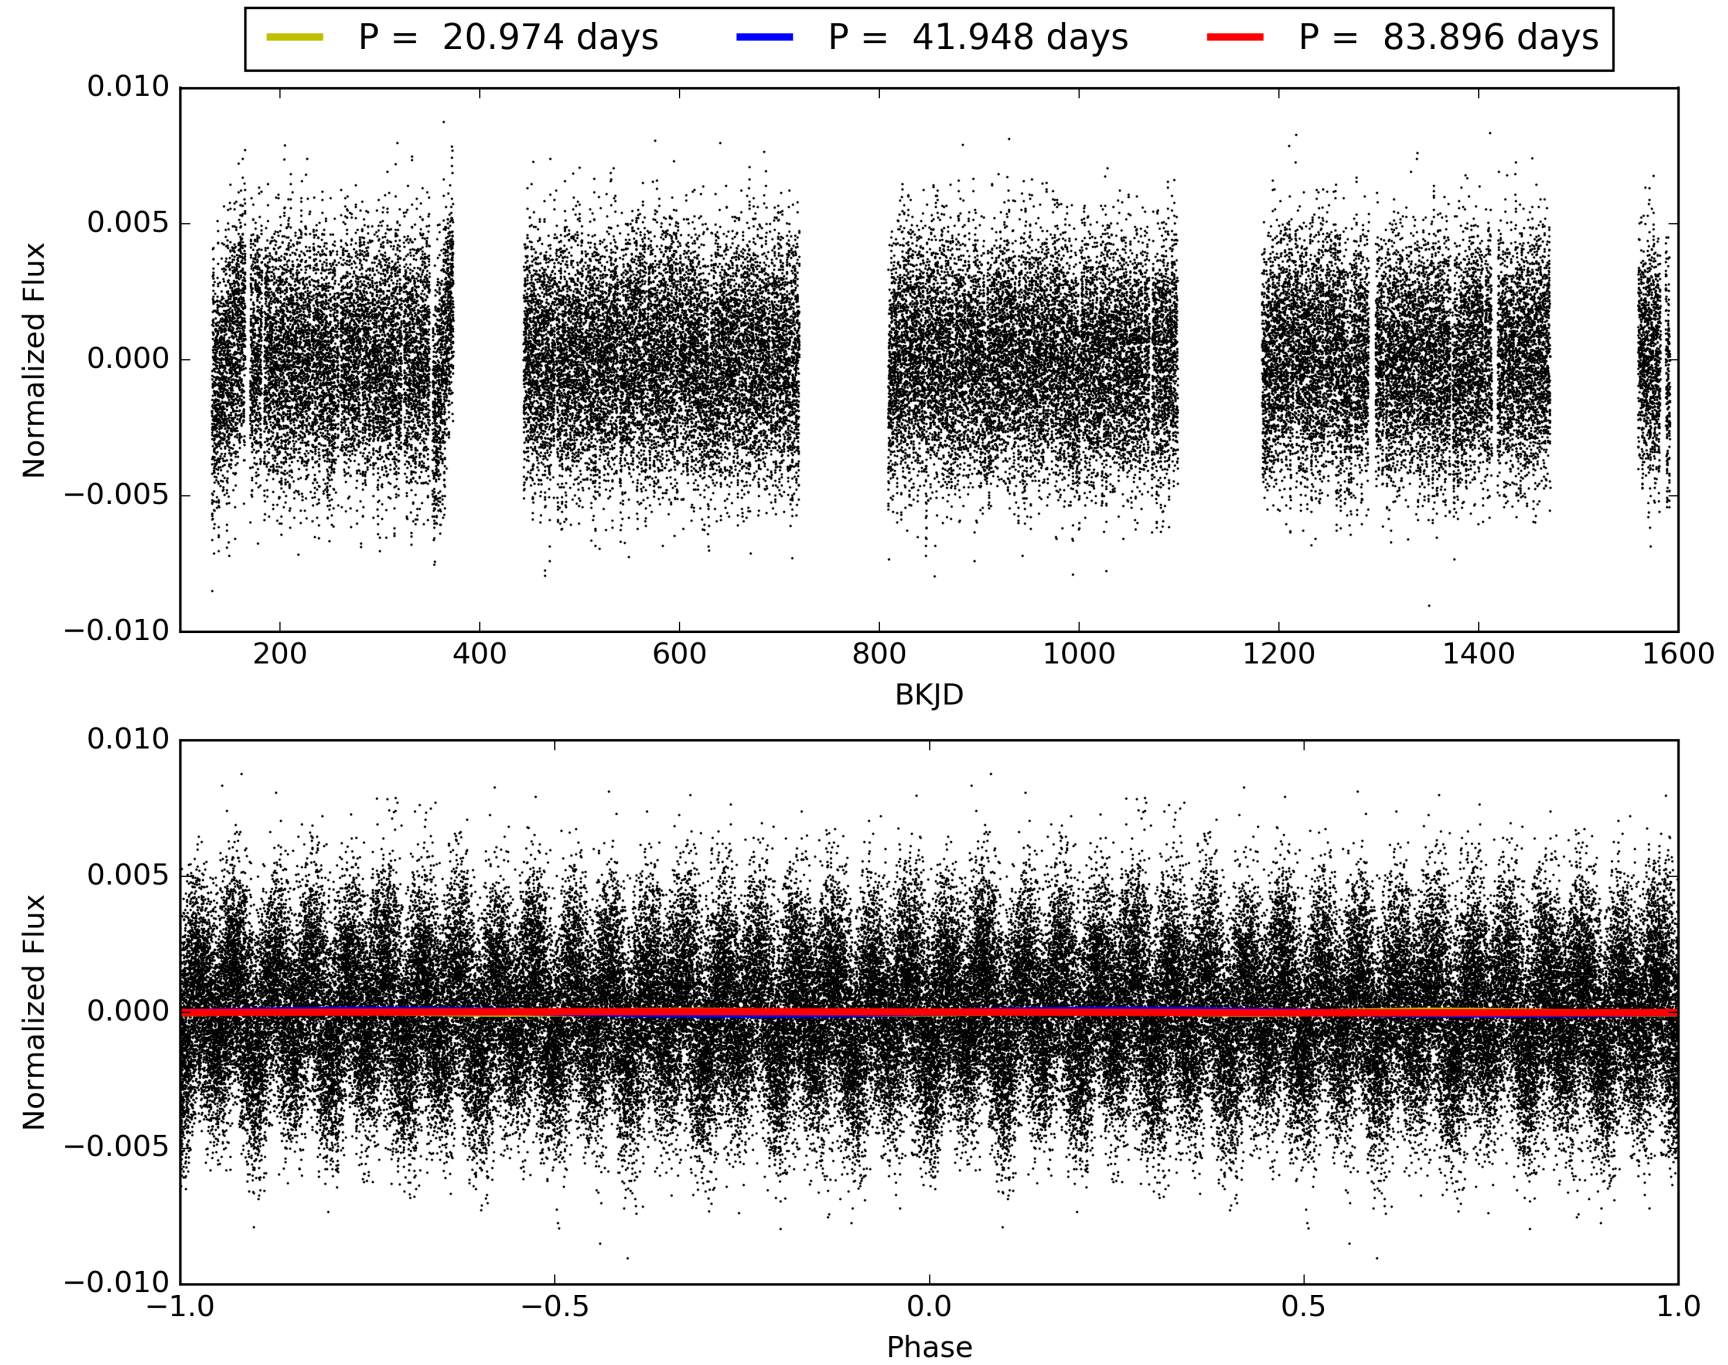 P = 20.974 days P = 41.948 days P = 83.896 days
0.010
0.005
0.000
−0.005
−0.010
Normalized Flux
200 400 600 800 1000 1200 1400 1600
BKJD
0.010
0.005
0.000
−0.005
−0.010
Normalized Flux
−1.0 −0.5 0.0 0.5 1.0
Phase